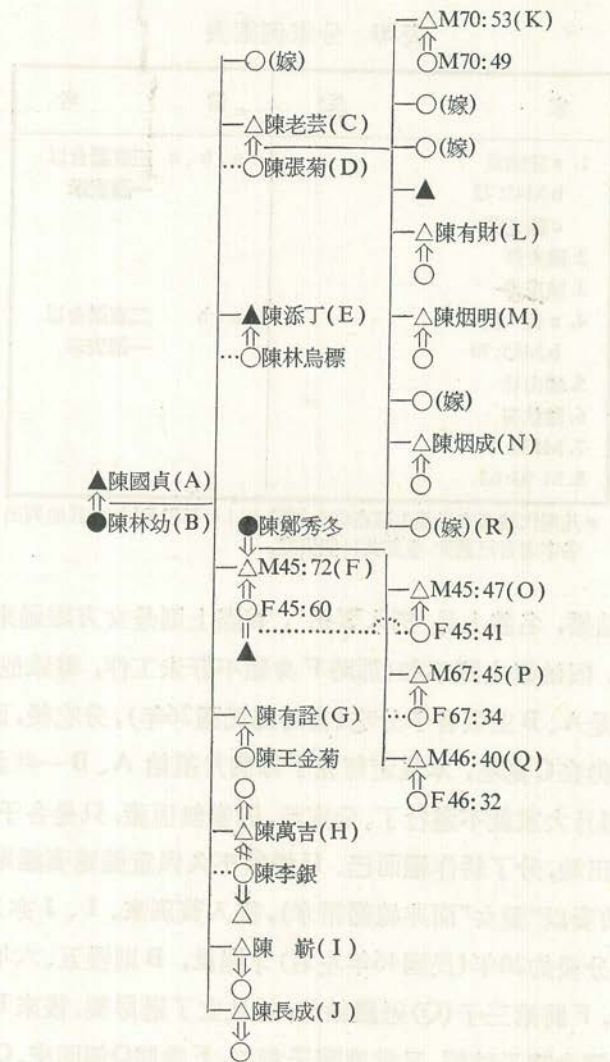 —○(嫁)
—△陳老芸(C)
⇑
…○陳張菊(D)
—▲陳添丁(E)
⇑
…○陳林烏標
▲陳國貞(A)
⇑
●陳林幼(B)
●陳鄭秀冬
⇓
—△M45:72(F)
⇑
○F45:60
‖
▲
—△陳有詮(G)
⇑
○陳王金菊
○
⇑
—△陳萬吉(H)
…○陳李銀
⇓
△
—△陳 嶄(I)
⇓
○
—△陳長成(J)
⇓
○
—△M70:53(K)
⇑
○M70:49
—○(嫁)
—○(嫁)
—▲
—△陳有財(L)
⇑
○
—△陳烟明(M)
⇑
○
—○(嫁)
—△陳烟成(N)
⇑
○
—○(嫁)(R)
—△M45:47(O)
⇑
○F45:41
—△M67:45(P)
⇑
…○F67:34
—△M46:40(Q)
⇑
○F46:32